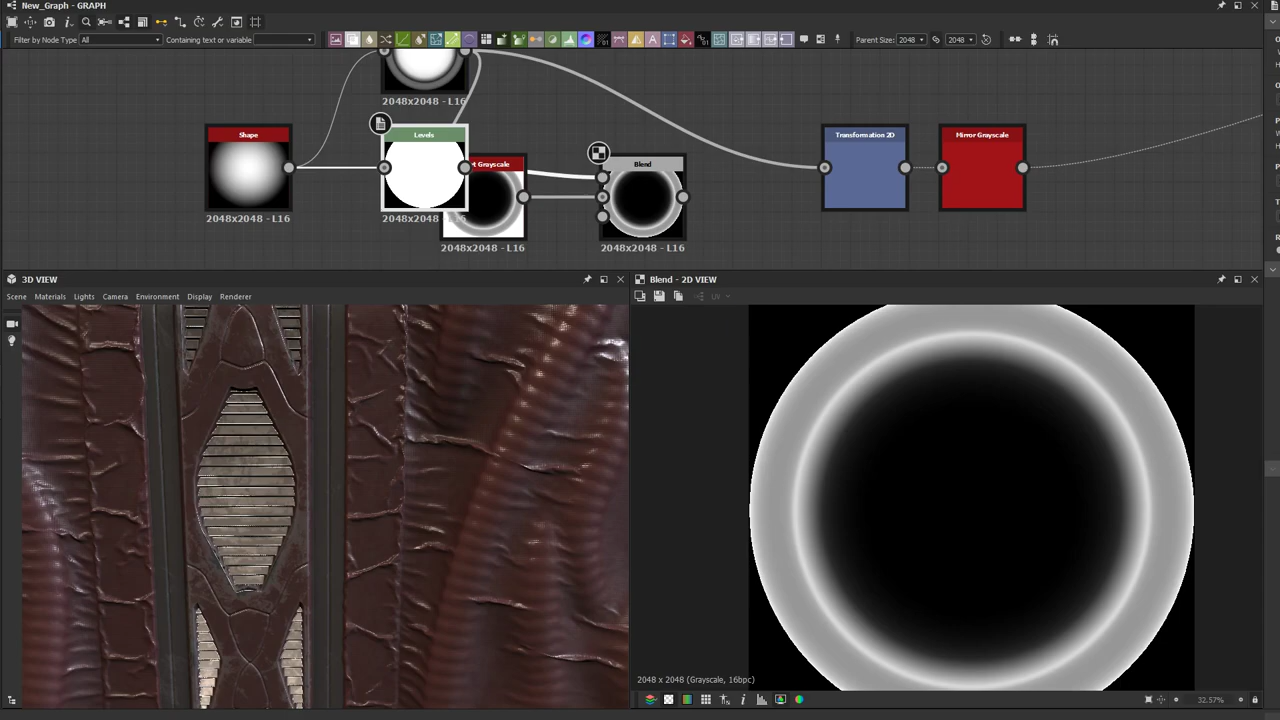 New_Graph - GRAPH
Filter by Node Type All Containing text or variable Parent Size: 2048 2048
2048x2048 - L16
Shape
Levels
Transformation 2D
Mirror Grayscale
t Grayscale
Blend
2048x2048 - L16
2048x2048 - L16
2048x2048 - L16
2048x2048 - L16
3D VIEW
Blend - 2D VIEW
Scene Materials Lights Camera Environment Display Renderer
UV
2048 x 2048 (Grayscale, 16bpc)
32.57%